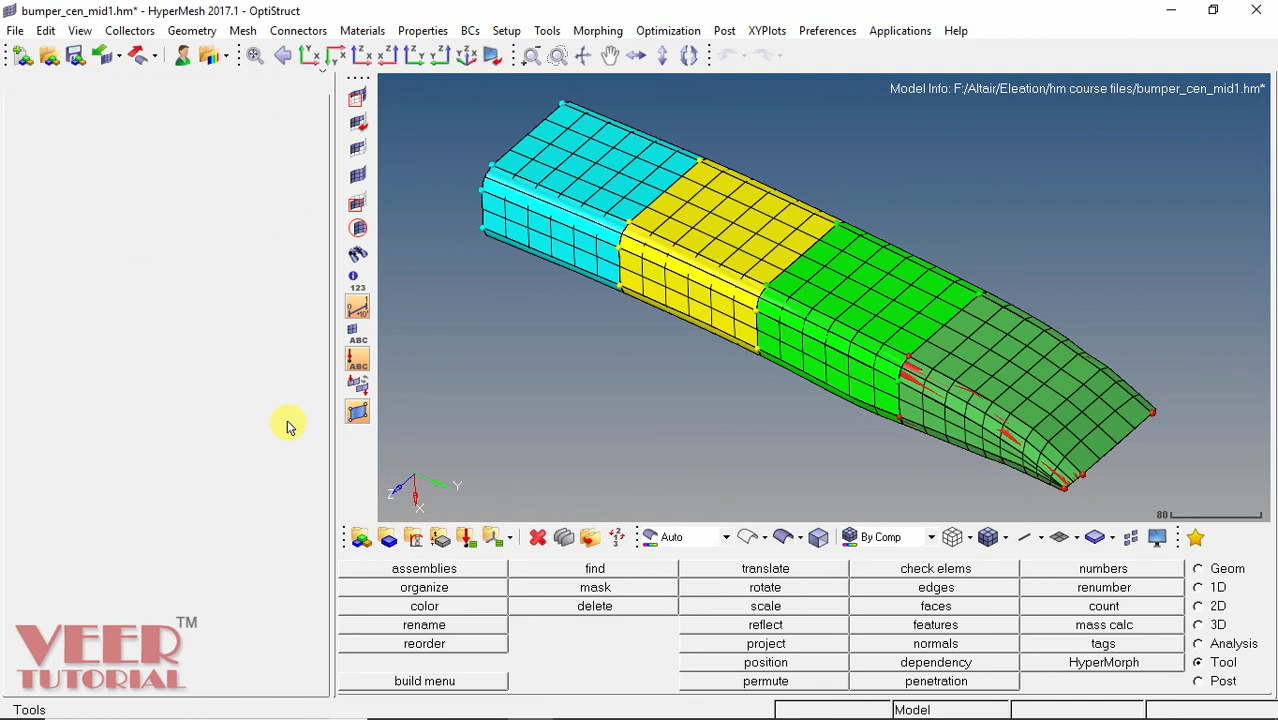 bumper_cen_mid1.hm* - HyperMesh 2017.1 - OptiStruct
File Edit View Collectors Geometry Mesh Connectors Materials Properties BCs Setup Tools Morphing Optimization Post XYPlots Preferences Applications Help
Model Info: F:/Altair/Eleation/hm course files/bumper_cen_mid1.hm*
123
ABC
ABC
Z X Y
80
Auto By Comp
assemblies find translate check elems numbers Geom
organize mask rotate edges renumber 1D
color delete scale faces count 2D
rename reflect features mass calc 3D
reorder project normals tags Analysis
position dependency HyperMorph Tool
build menu permute penetration Post
VEER TM
TUTORIAL
Tools Model